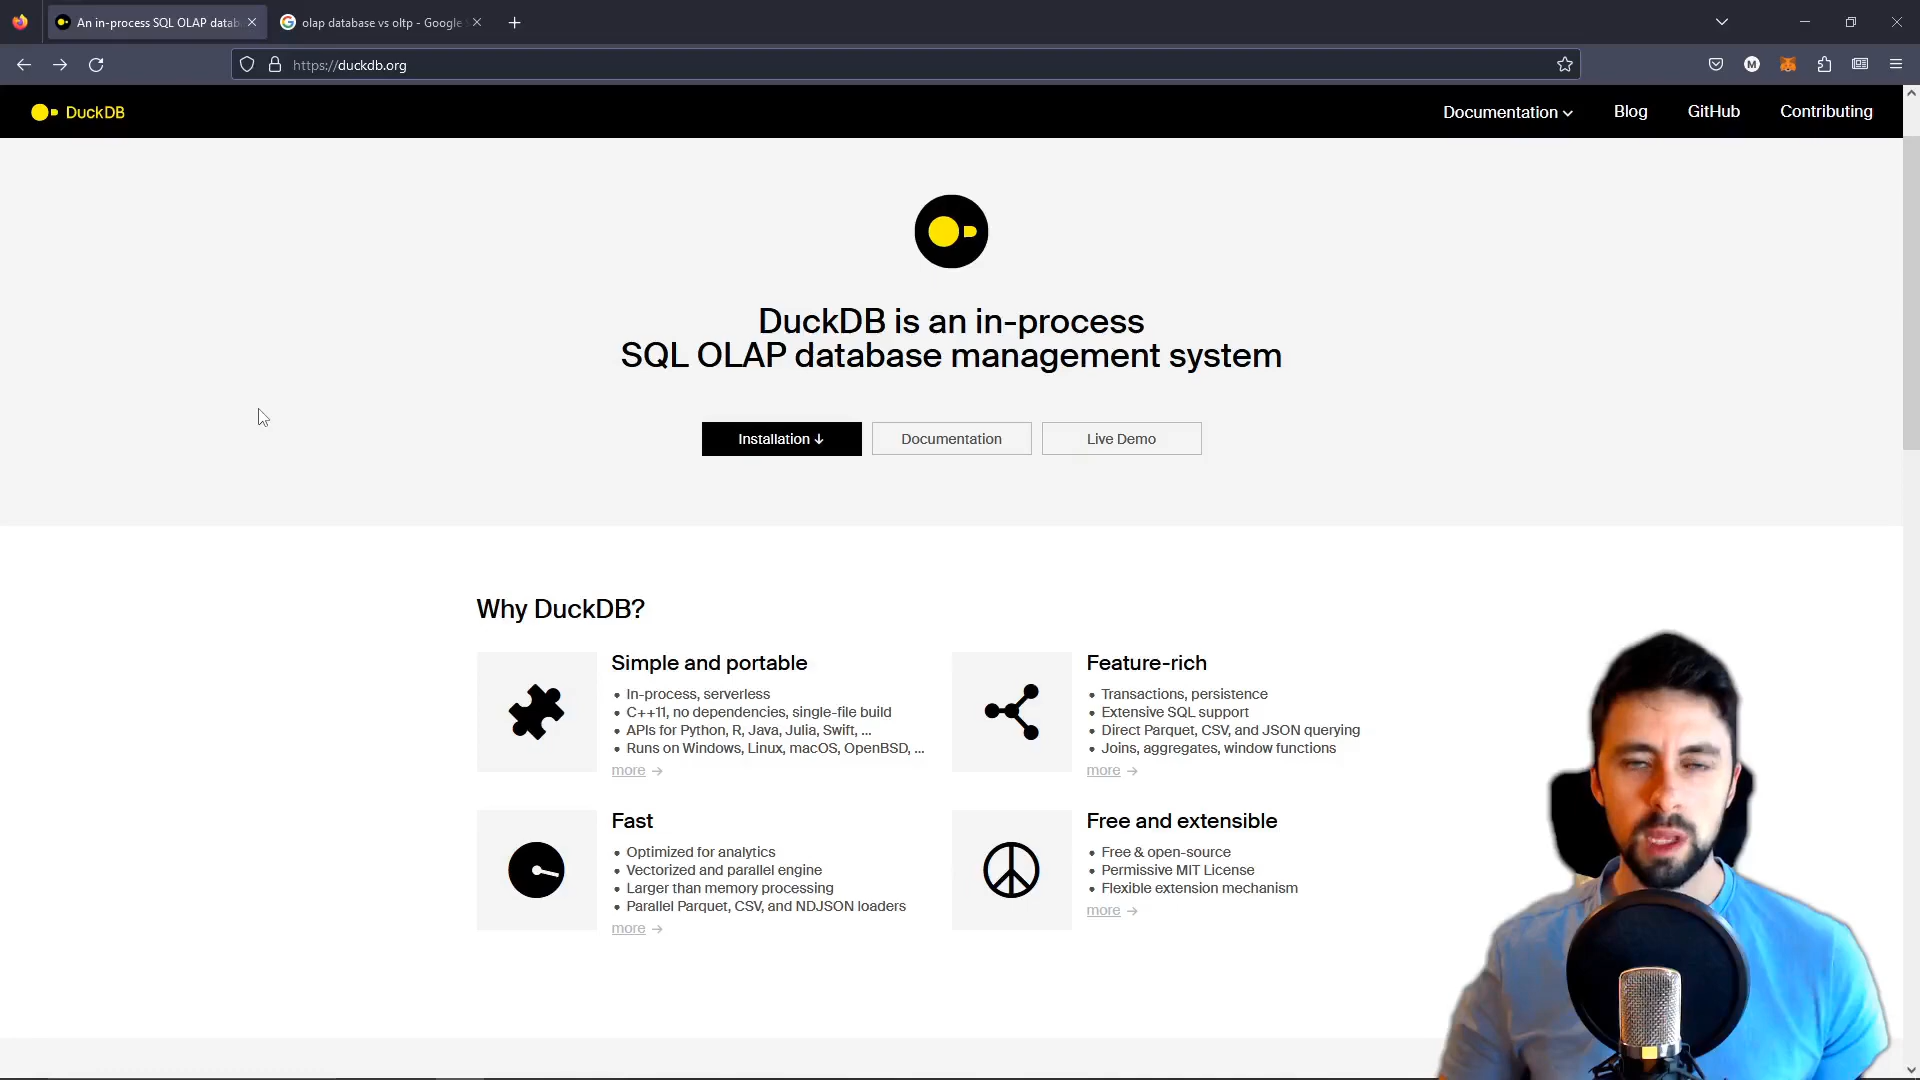 An in-process SQL OLAP datab
olap database vs oltp - Google S
https://duckdb.org
M
DuckDB
Documentation
Blog
GitHub
Contributing
DuckDB is an in-process
SQL OLAP database management system
Installation ↓
Documentation
Live Demo
Why DuckDB?
Simple and portable
• In-process, serverless
• C++11, no dependencies, single-file build
• APIs for Python, R, Java, Julia, Swift, ...
• Runs on Windows, Linux, macOS, OpenBSD, ...
more →
Feature-rich
• Transactions, persistence
• Extensive SQL support
• Direct Parquet, CSV, and JSON querying
• Joins, aggregates, window functions
more →
Fast
• Optimized for analytics
• Vectorized and parallel engine
• Larger than memory processing
• Parallel Parquet, CSV, and NDJSON loaders
more →
Free and extensible
• Free & open-source
• Permissive MIT License
• Flexible extension mechanism
more →